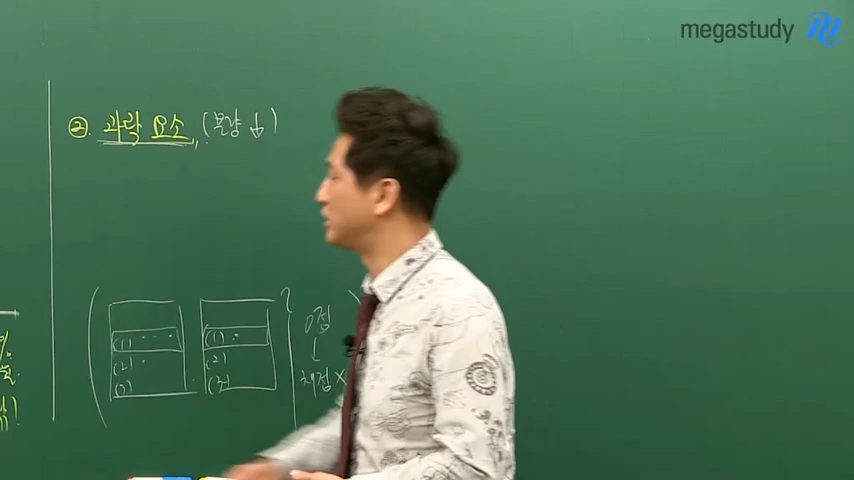 megastudy
② 과락 요소 (분량 ↓)
(1) · · ·
(2) ·
(3)
(1) ·
(2)
(3)
0점
↓
채점 X
%